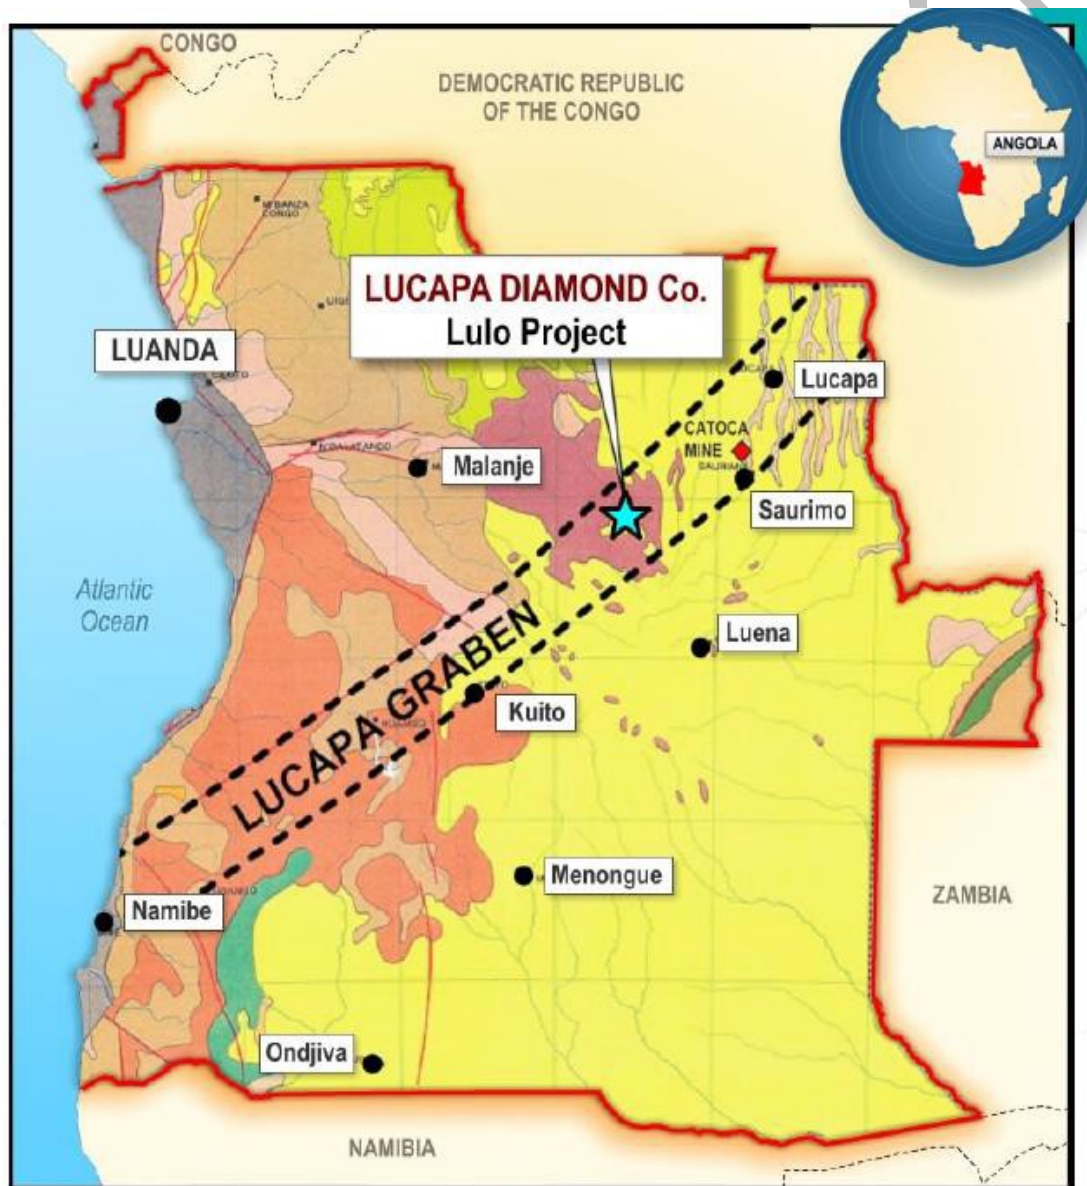 CONGO
DEMOCRATIC REPUBLIC
OF THE CONGO
ANGOLA
LUCAPA DIAMOND Co.
Lulo Project
LUANDA
Lucapa
CATOCA
MINE
Malanje
Saurimo
Atlantic
Ocean
LUCAPA GRABEN
Luena
Kuito
Menongue
ZAMBIA
Namibe
Ondjiva
NAMIBIA